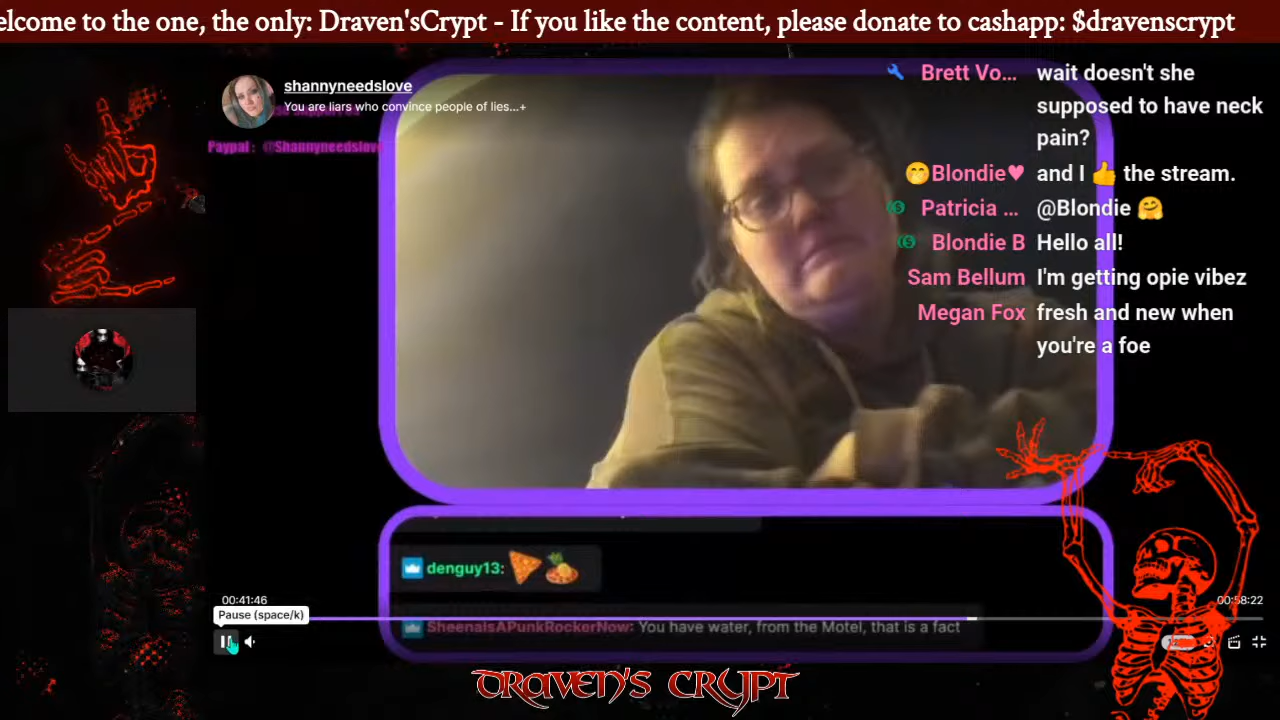 elcome to the one, the only: Draven'sCrypt - If you like the content, please donate to cashapp: $dravenscrypt
shannyneedslove
You are liars who convince people of lies...+
Paypal : @Shannyneedslove
Brett Vo... wait doesn't she
supposed to have neck
pain?
Blondie♥ and I 👍 the stream.
Patricia ... @Blondie 🤗
Blondie B Hello all!
Sam Bellum I'm getting opie vibez
Megan Fox fresh and new when
you're a foe
denguy13:
00:41:46
00:58:22
Pause (space/k)
SheenaIsAPunkRockerNow: You have water, from the Motel, that is a fact
DRAVEN'S CRYPT